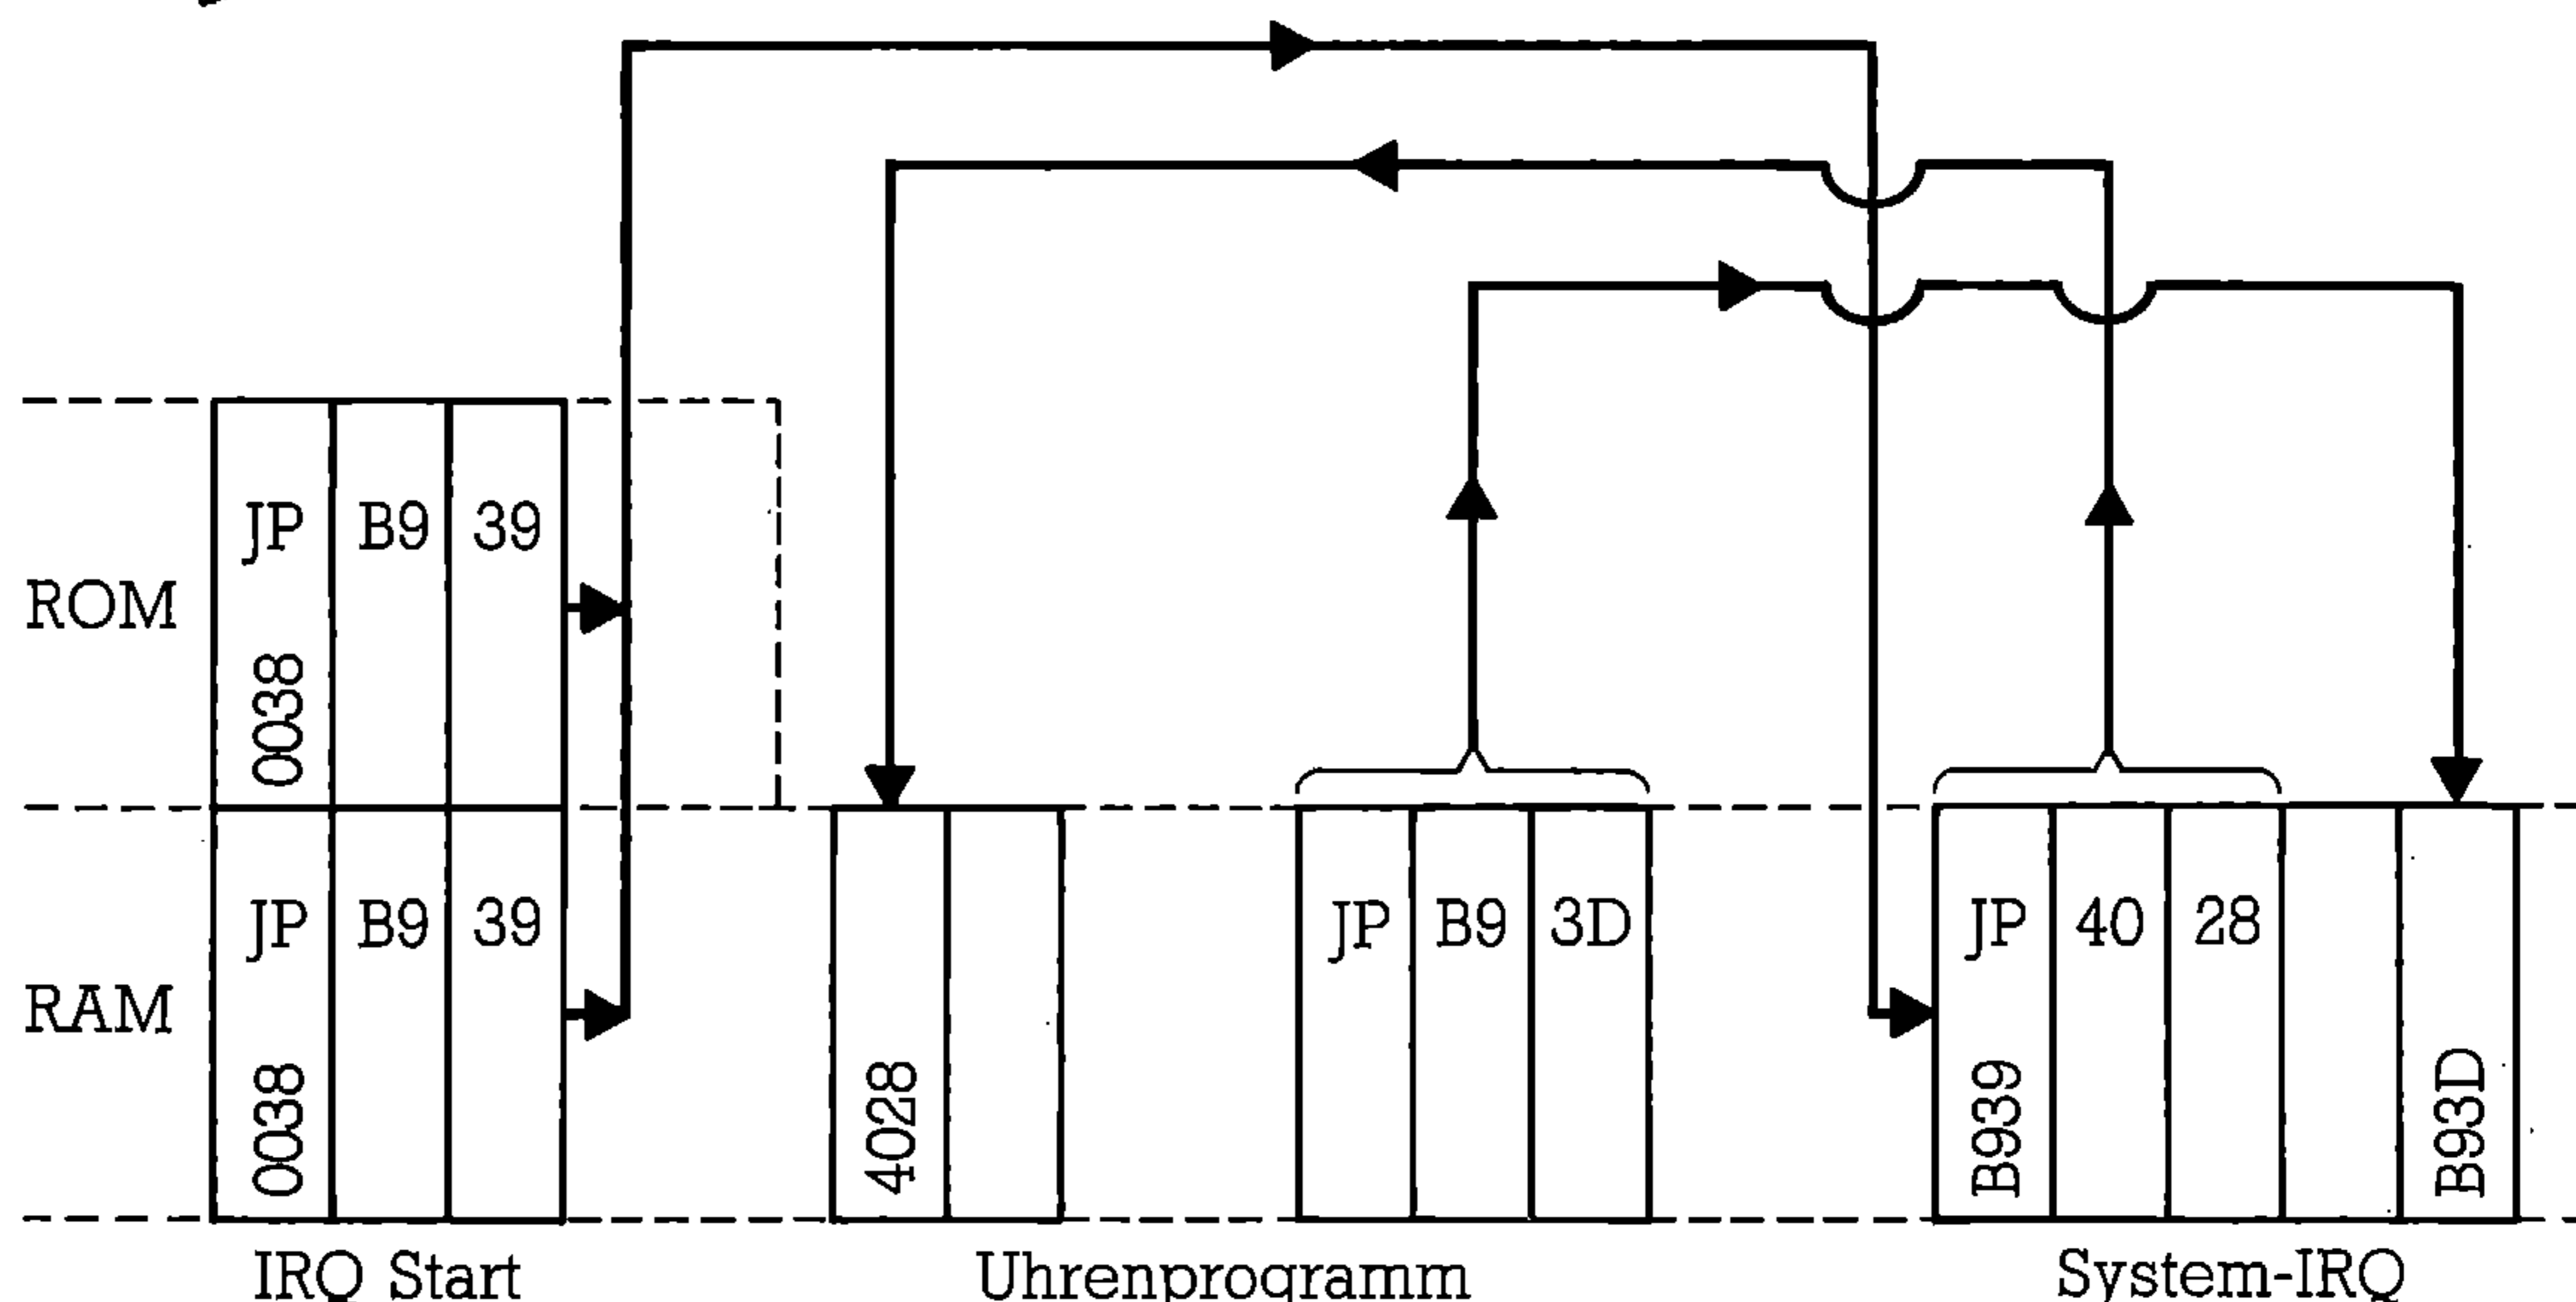 ROM
JP B9 39
0038
RAM
JP B9 39
0038
4028
JP B9 3D
JP 40 28
B939
B93D
IRQ Start
Uhrenprogramm
System-IRQ